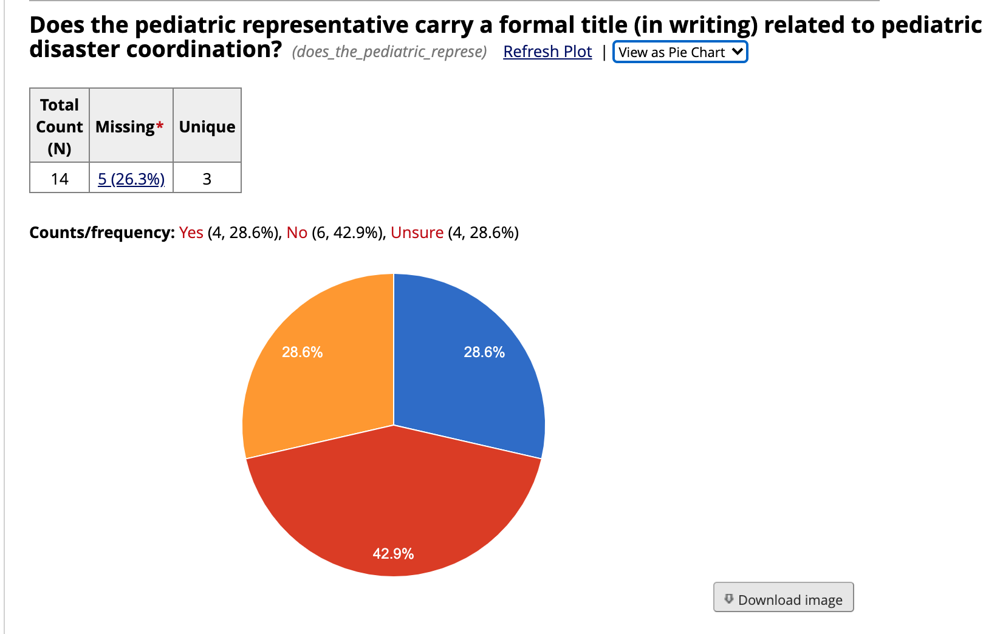 Does the pediatric representative carry a formal title (in writing) related to pediatric
disaster coordination? (does_the_pediatric_represe) Refresh Plot | View as Pie Chart
Total Count (N) Missing* Unique
14 5 (26.3%) 3
Counts/frequency: Yes (4, 28.6%), No (6, 42.9%), Unsure (4, 28.6%)
28.6% 28.6%
42.9%
Download image